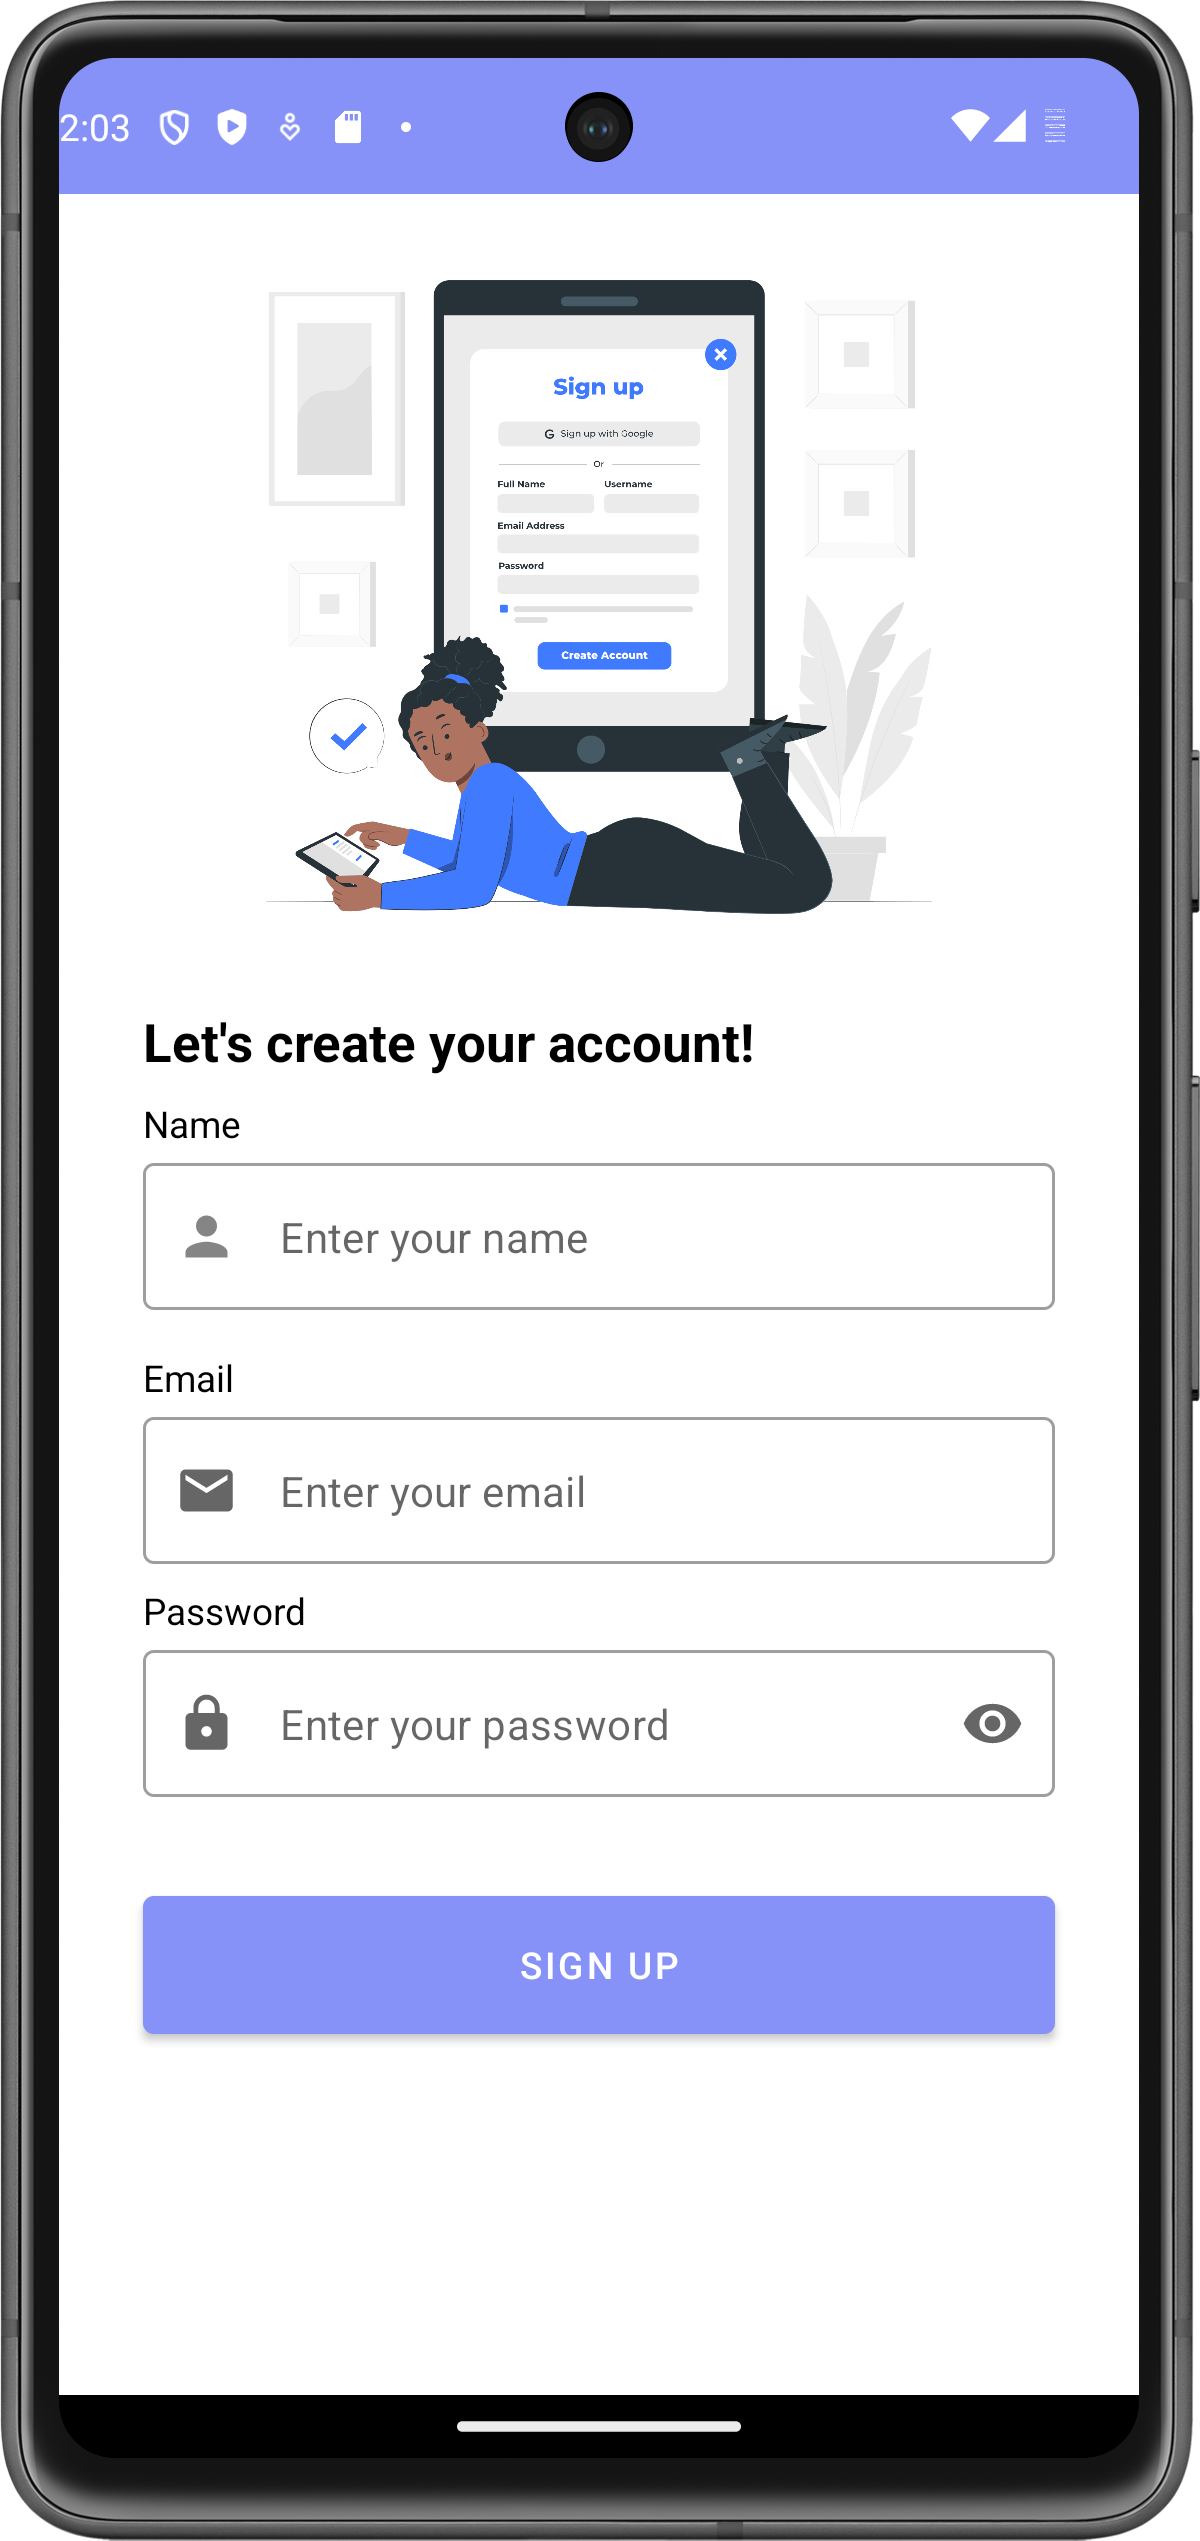 2:03
Sign up
G Sign up with Google
Or
Full Name Username
Email Address
Password
Create Account
Let's create your account!
Name
Enter your name
Email
Enter your email
Password
Enter your password
SIGN UP